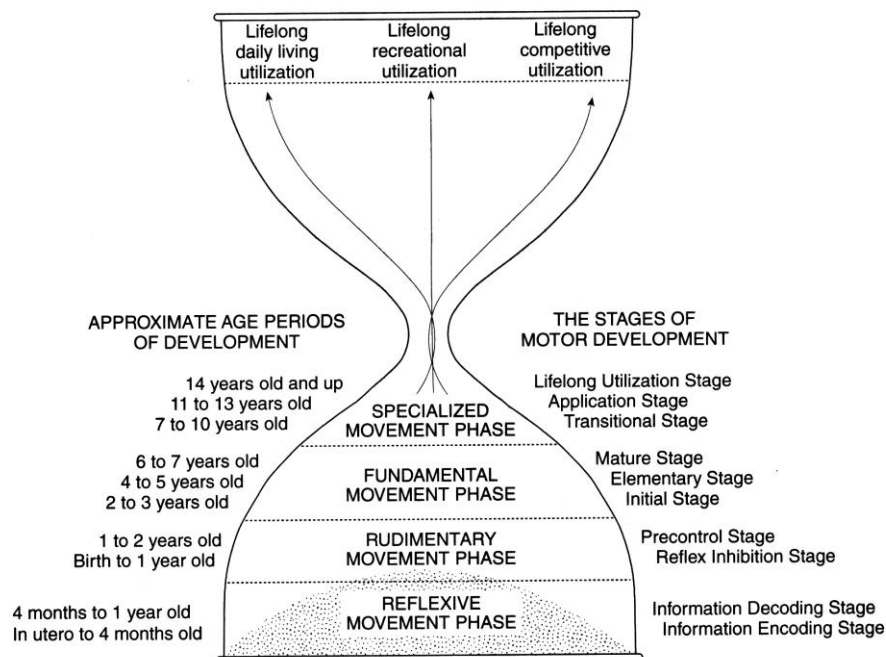 Lifelong
daily living
utilization
Lifelong
recreational
utilization
Lifelong
competitive
utilization
APPROXIMATE AGE PERIODS
OF DEVELOPMENT
THE STAGES OF
MOTOR DEVELOPMENT
14 years old and up
11 to 13 years old
7 to 10 years old
SPECIALIZED
MOVEMENT PHASE
Lifelong Utilization Stage
Application Stage
Transitional Stage
6 to 7 years old
4 to 5 years old
2 to 3 years old
FUNDAMENTAL
MOVEMENT PHASE
Mature Stage
Elementary Stage
Initial Stage
1 to 2 years old
Birth to 1 year old
RUDIMENTARY
MOVEMENT PHASE
Precontrol Stage
Reflex Inhibition Stage
4 months to 1 year old
In utero to 4 months old
REFLEXIVE
MOVEMENT PHASE
Information Decoding Stage
Information Encoding Stage